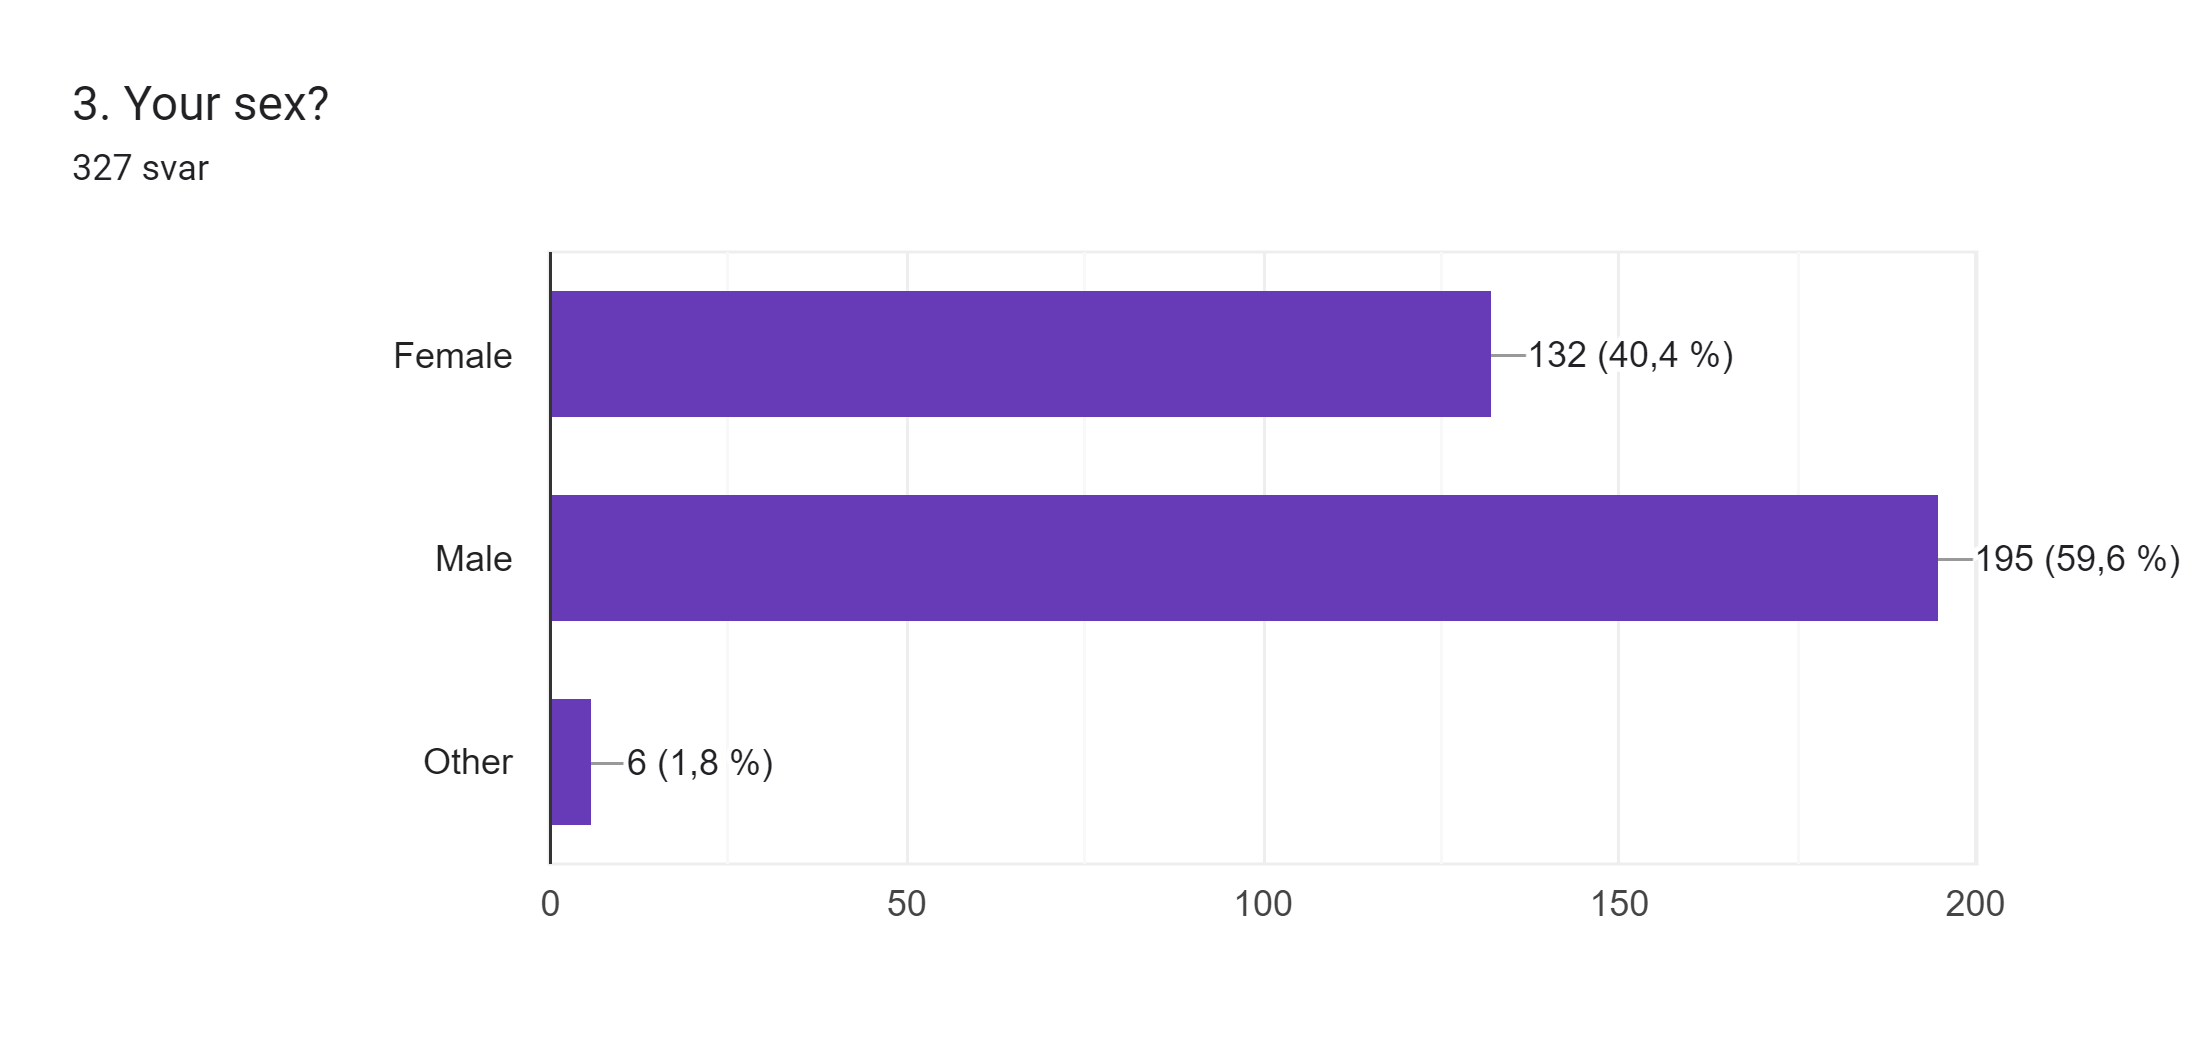 3. Your sex?
327 svar
Female
132 (40,4 %)
Male
195 (59,6 %)
Other
6 (1,8 %)
0 50 100 150 200